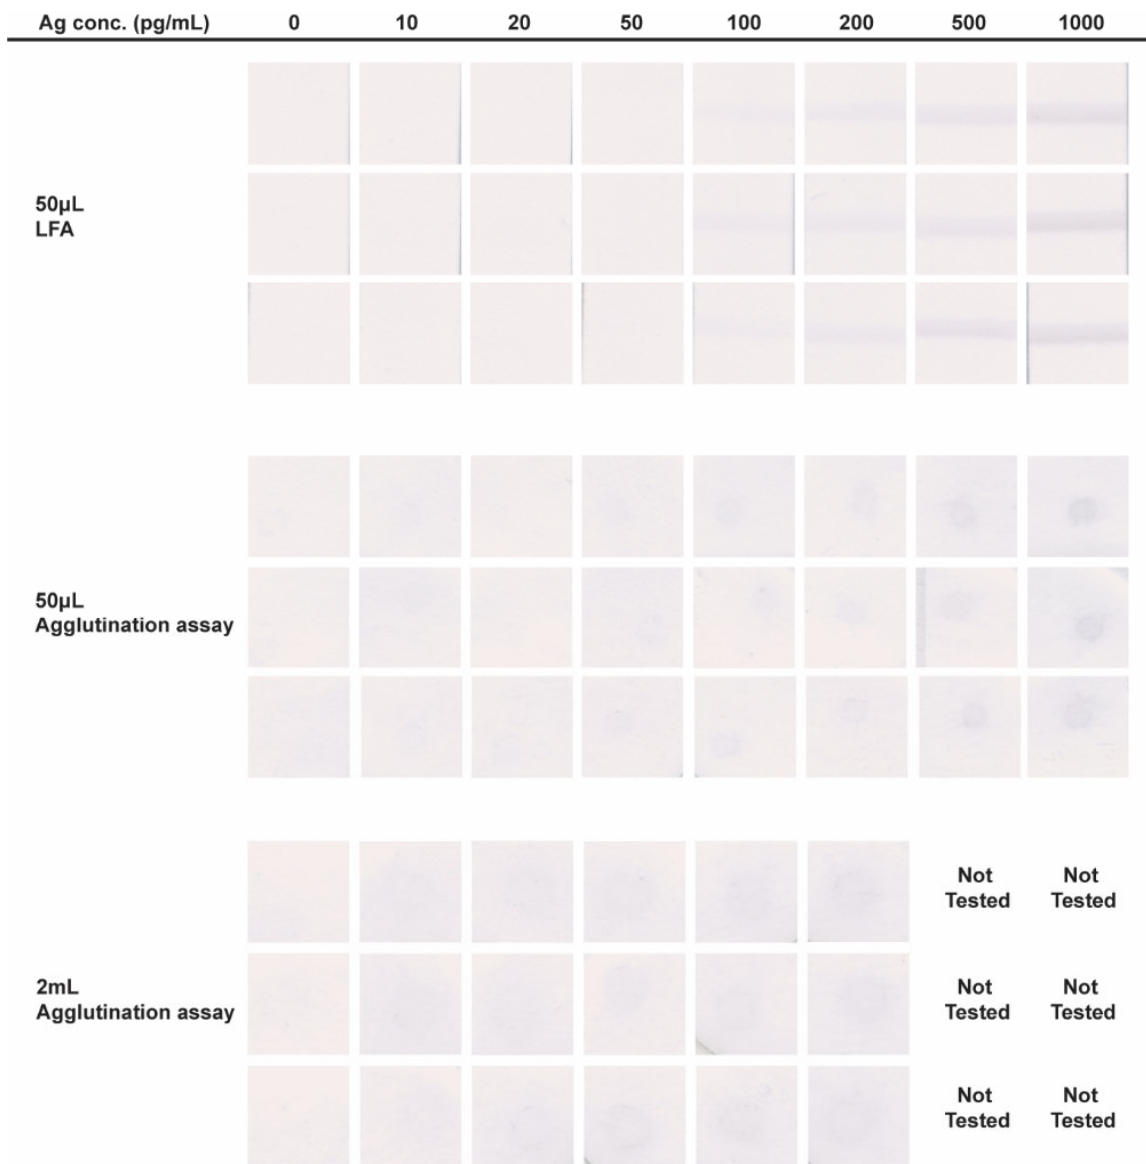 Ag conc. (pg/mL) 0 10 20 50 100 200 500 1000
50µL
LFA
50µL
Agglutination assay
Not Not
Tested Tested
2mL
Agglutination assay
Not Not
Tested Tested
Not Not
Tested Tested